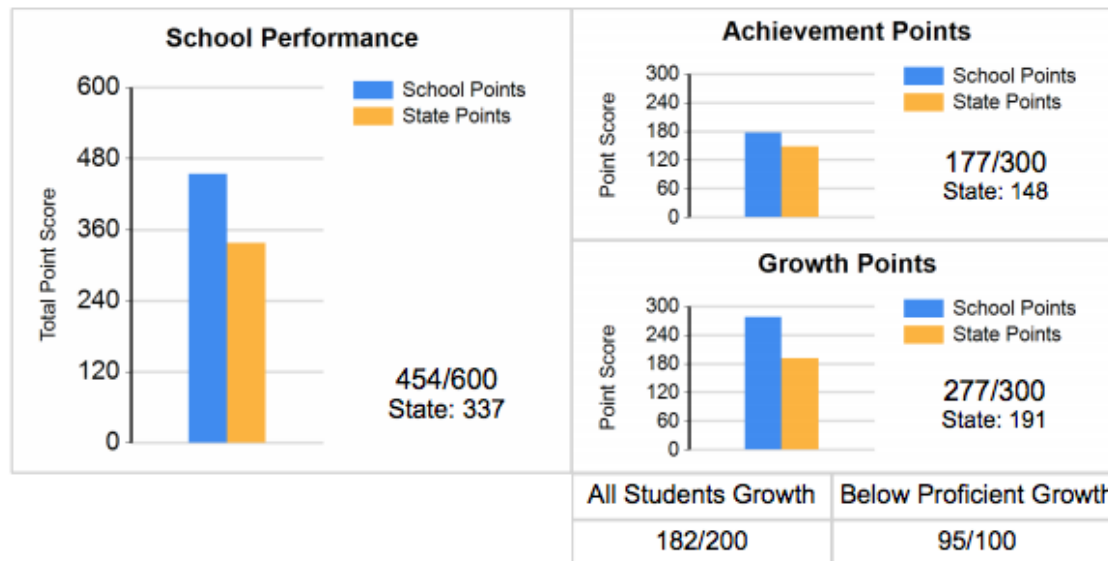 School Performance
600
480
360
240
120
0
Total Point Score
School Points
State Points
454/600
State: 337
Achievement Points
300
240
180
120
60
0
Point Score
School Points
State Points
177/300
State: 148
Growth Points
300
240
180
120
60
0
Point Score
School Points
State Points
277/300
State: 191
All Students Growth
Below Proficient Growth
182/200
95/100